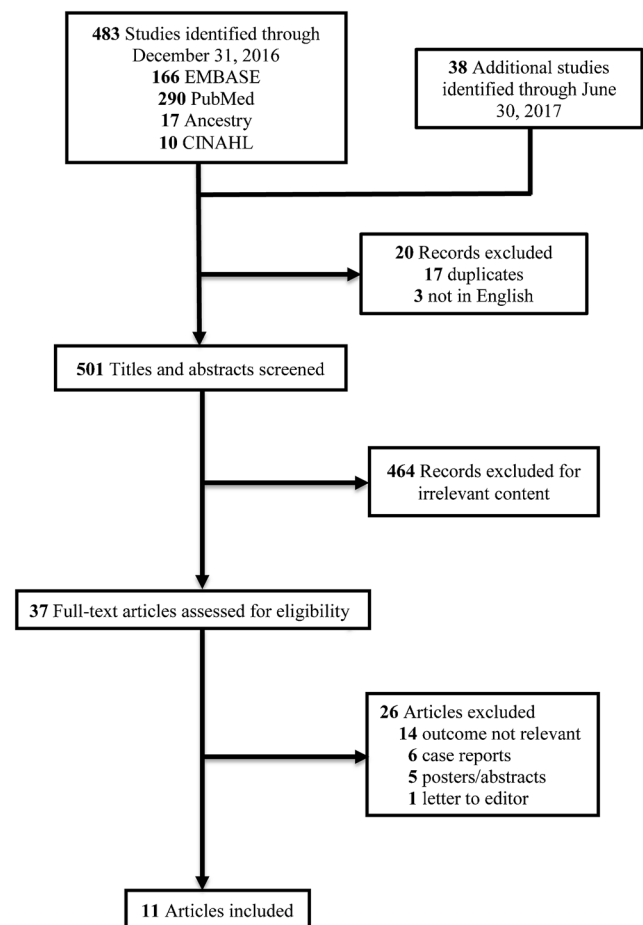 483 Studies identified through
December 31, 2016
166 EMBASE
290 PubMed
17 Ancestry
10 CINAHL
38 Additional studies
identified through June
30, 2017
20 Records excluded
17 duplicates
3 not in English
501 Titles and abstracts screened
464 Records excluded for
irrelevant content
37 Full-text articles assessed for eligibility
26 Articles excluded
14 outcome not relevant
6 case reports
5 posters/abstracts
1 letter to editor
11 Articles included